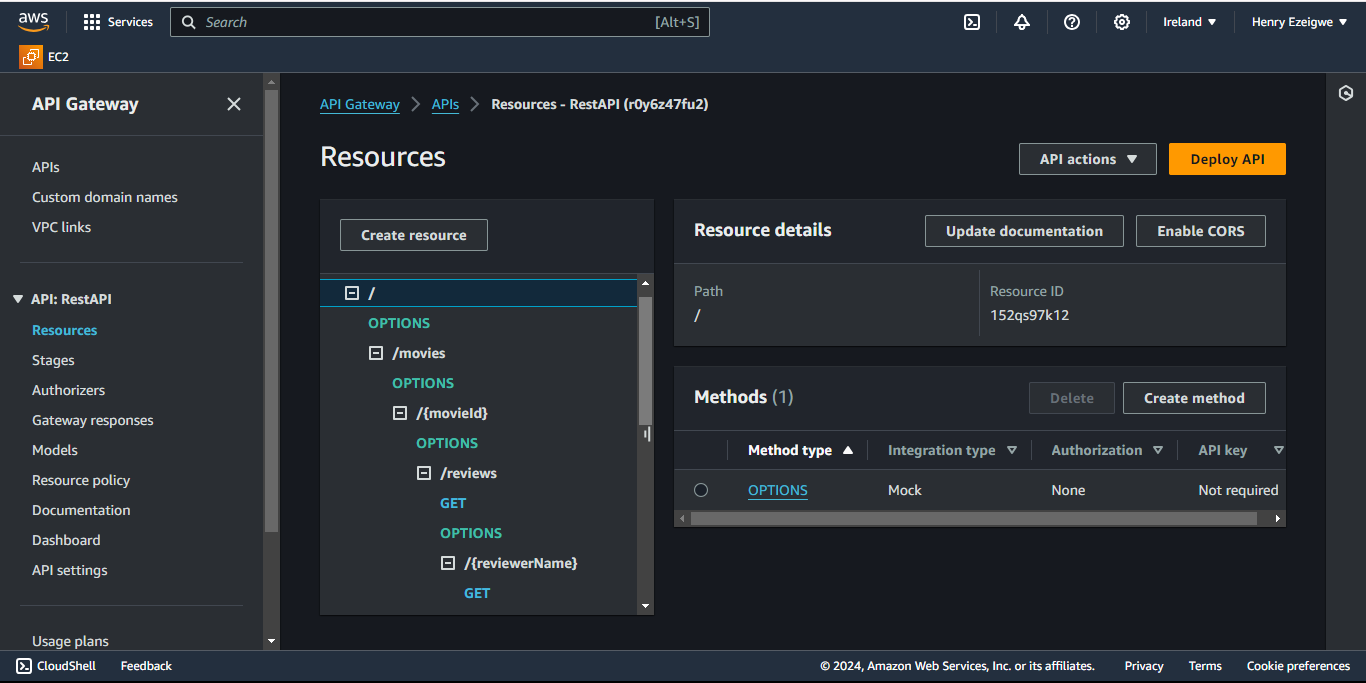 aws
Services
Search
[Alt+S]
Ireland
Henry Ezeigwe
EC2
API Gateway
APIs
Custom domain names
VPC links
API: RestAPI
Resources
Stages
Authorizers
Gateway responses
Models
Resource policy
Documentation
Dashboard
API settings
Usage plans
API Gateway
APIs
Resources - RestAPI (r0y6z47fu2)
Resources
API actions
Deploy API
Create resource
/
OPTIONS
/movies
OPTIONS
/{movieId}
OPTIONS
/reviews
GET
OPTIONS
/{reviewerName}
GET
Resource details
Update documentation
Enable CORS
Path
/
Resource ID
152qs97k12
Methods (1)
Delete
Create method
Method type
Integration type
Authorization
API key
OPTIONS
Mock
None
Not required
CloudShell
Feedback
© 2024, Amazon Web Services, Inc. or its affiliates.
Privacy
Terms
Cookie preferences